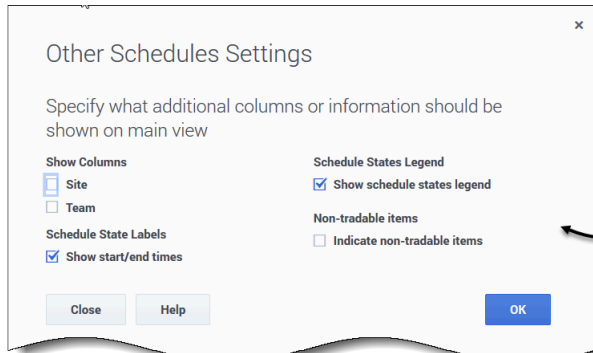 ×
Other Schedules Settings
Specify what additional columns or information should be
shown on main view
Show Columns
Site
Team
Schedule State Labels
Show start/end times
Schedule States Legend
Show schedule states legend
Non-tradable items
Indicate non-tradable items
Close
Help
OK